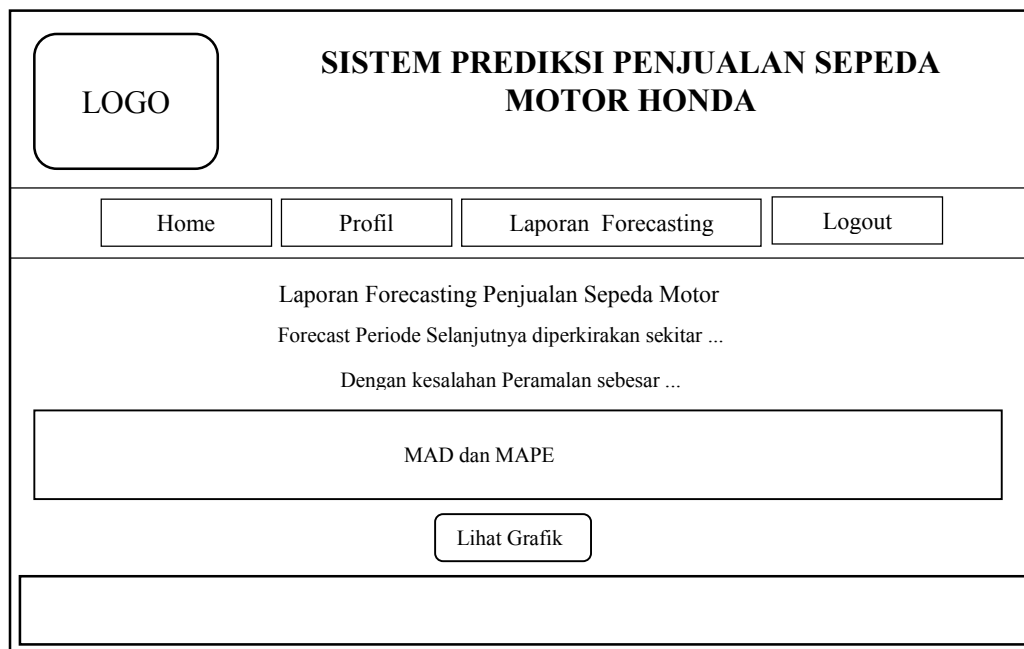 LOGO
SISTEM PREDIKSI PENJUALAN SEPEDA
MOTOR HONDA
Home Profil Laporan Forecasting Logout
Laporan Forecasting Penjualan Sepeda Motor
Forecast Periode Selanjutnya diperkirakan sekitar ...
Dengan kesalahan Peramalan sebesar ...
MAD dan MAPE
Lihat Grafik